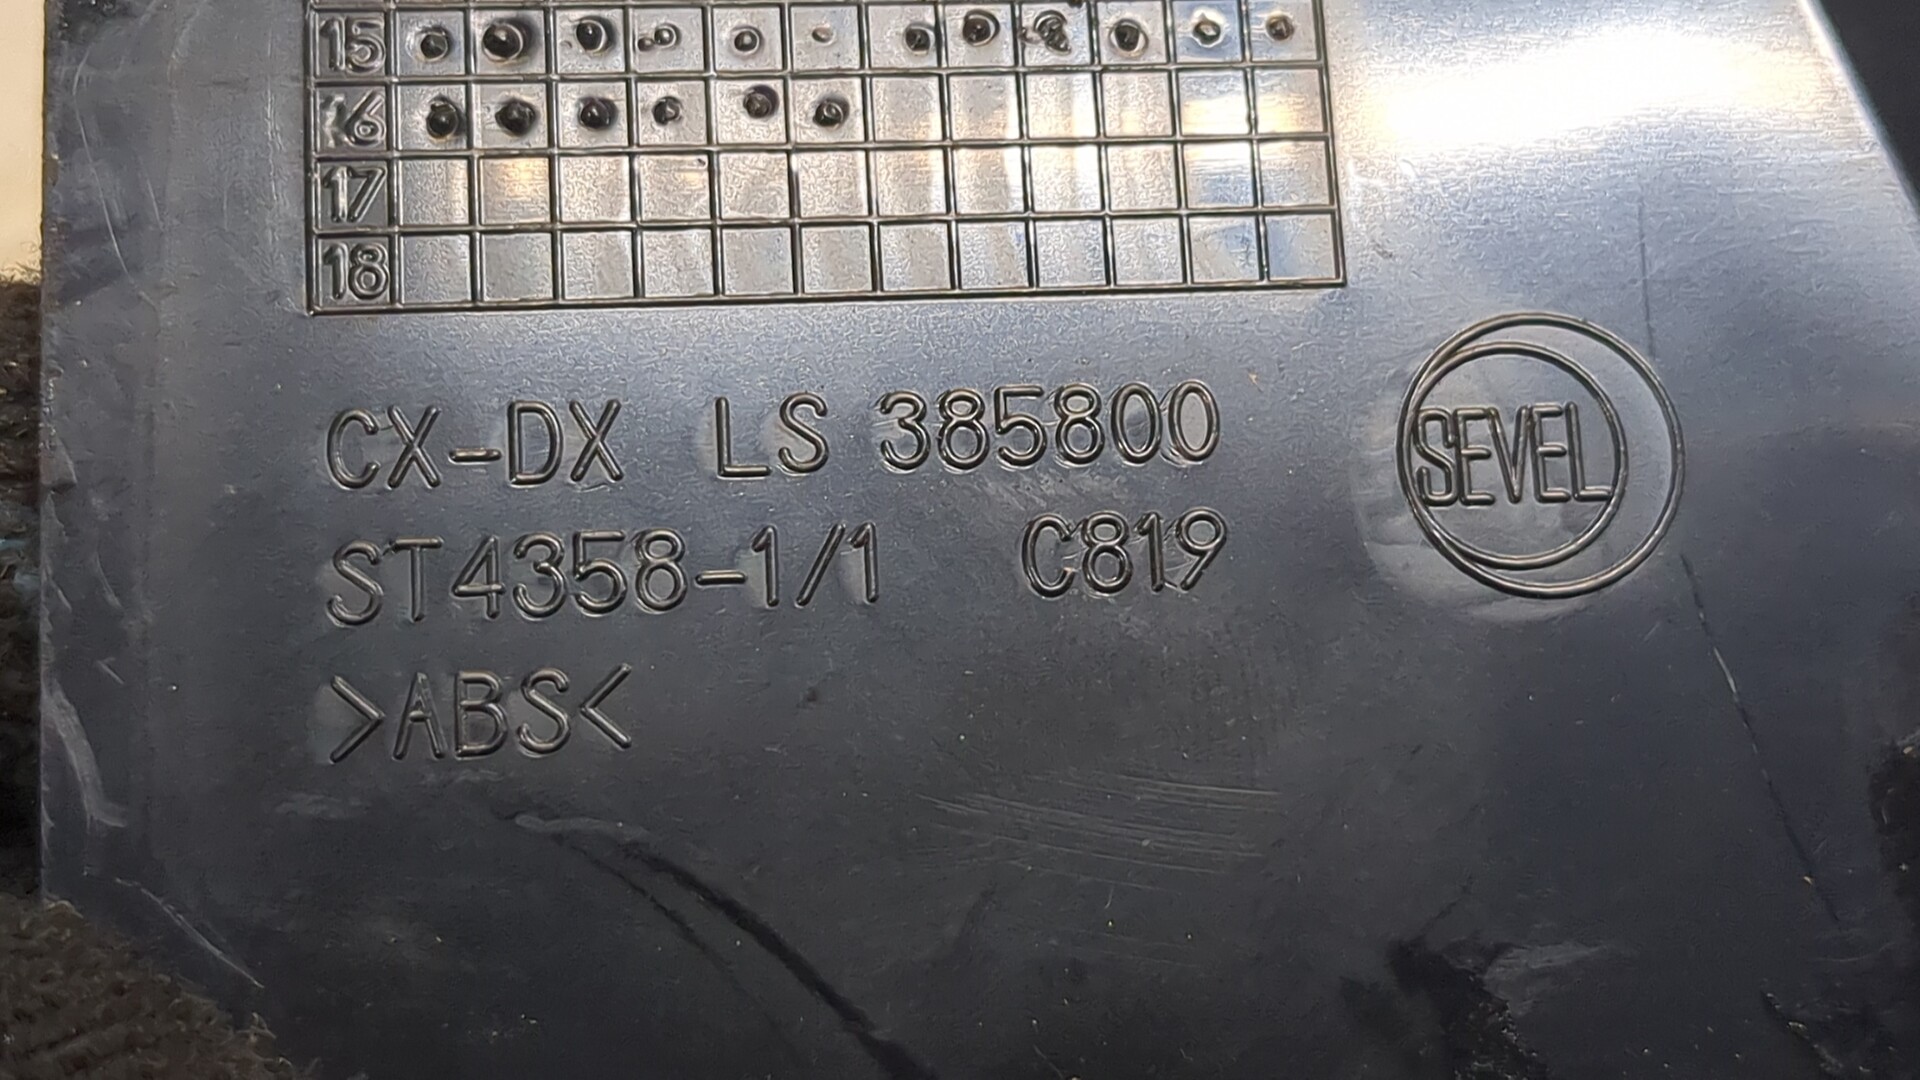 15
16
17
18
CX-DX LS 385800
ST4358-1/1 C819
>ABS<
SEVEL